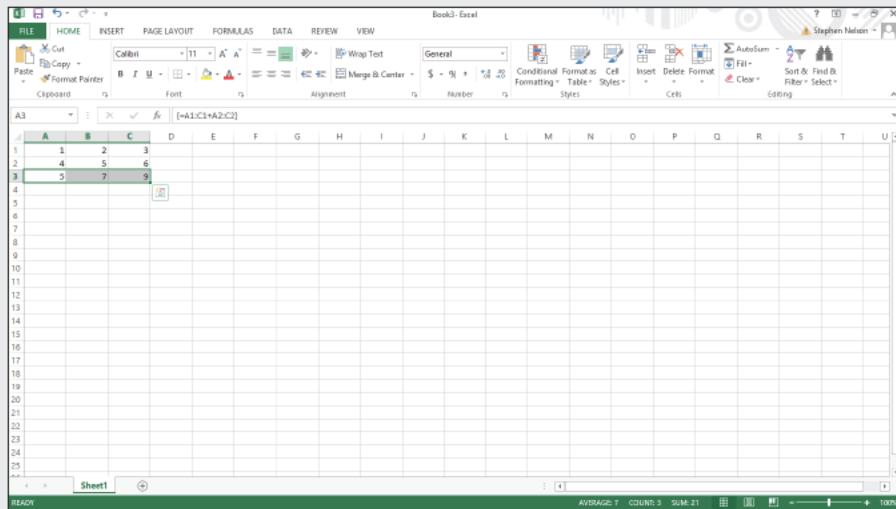 Book3 - Excel
FILE HOME INSERT PAGE LAYOUT FORMULAS DATA REVIEW VIEW Stephen Nelson
Paste Cut Copy Format Painter Clipboard
Calibri 11 B I U Font
Wrap Text Merge & Center Alignment
General $ % Number
Conditional Formatting Format as Table Cell Styles Styles
Insert Delete Format Cells
AutoSum Fill Clear Sort & Filter Find & Select Editing
A3 fx {=A1:C1+A2:C2}
A B C D E F G H I J K L M N O P Q R S T U
1 1 2 3
2 4 5 6
3 5 7 9
4
5
6
7
8
9
10
11
12
13
14
15
16
17
18
19
20
21
22
23
24
25
Sheet1
READY AVERAGE: 7 COUNT: 3 SUM: 21 100%